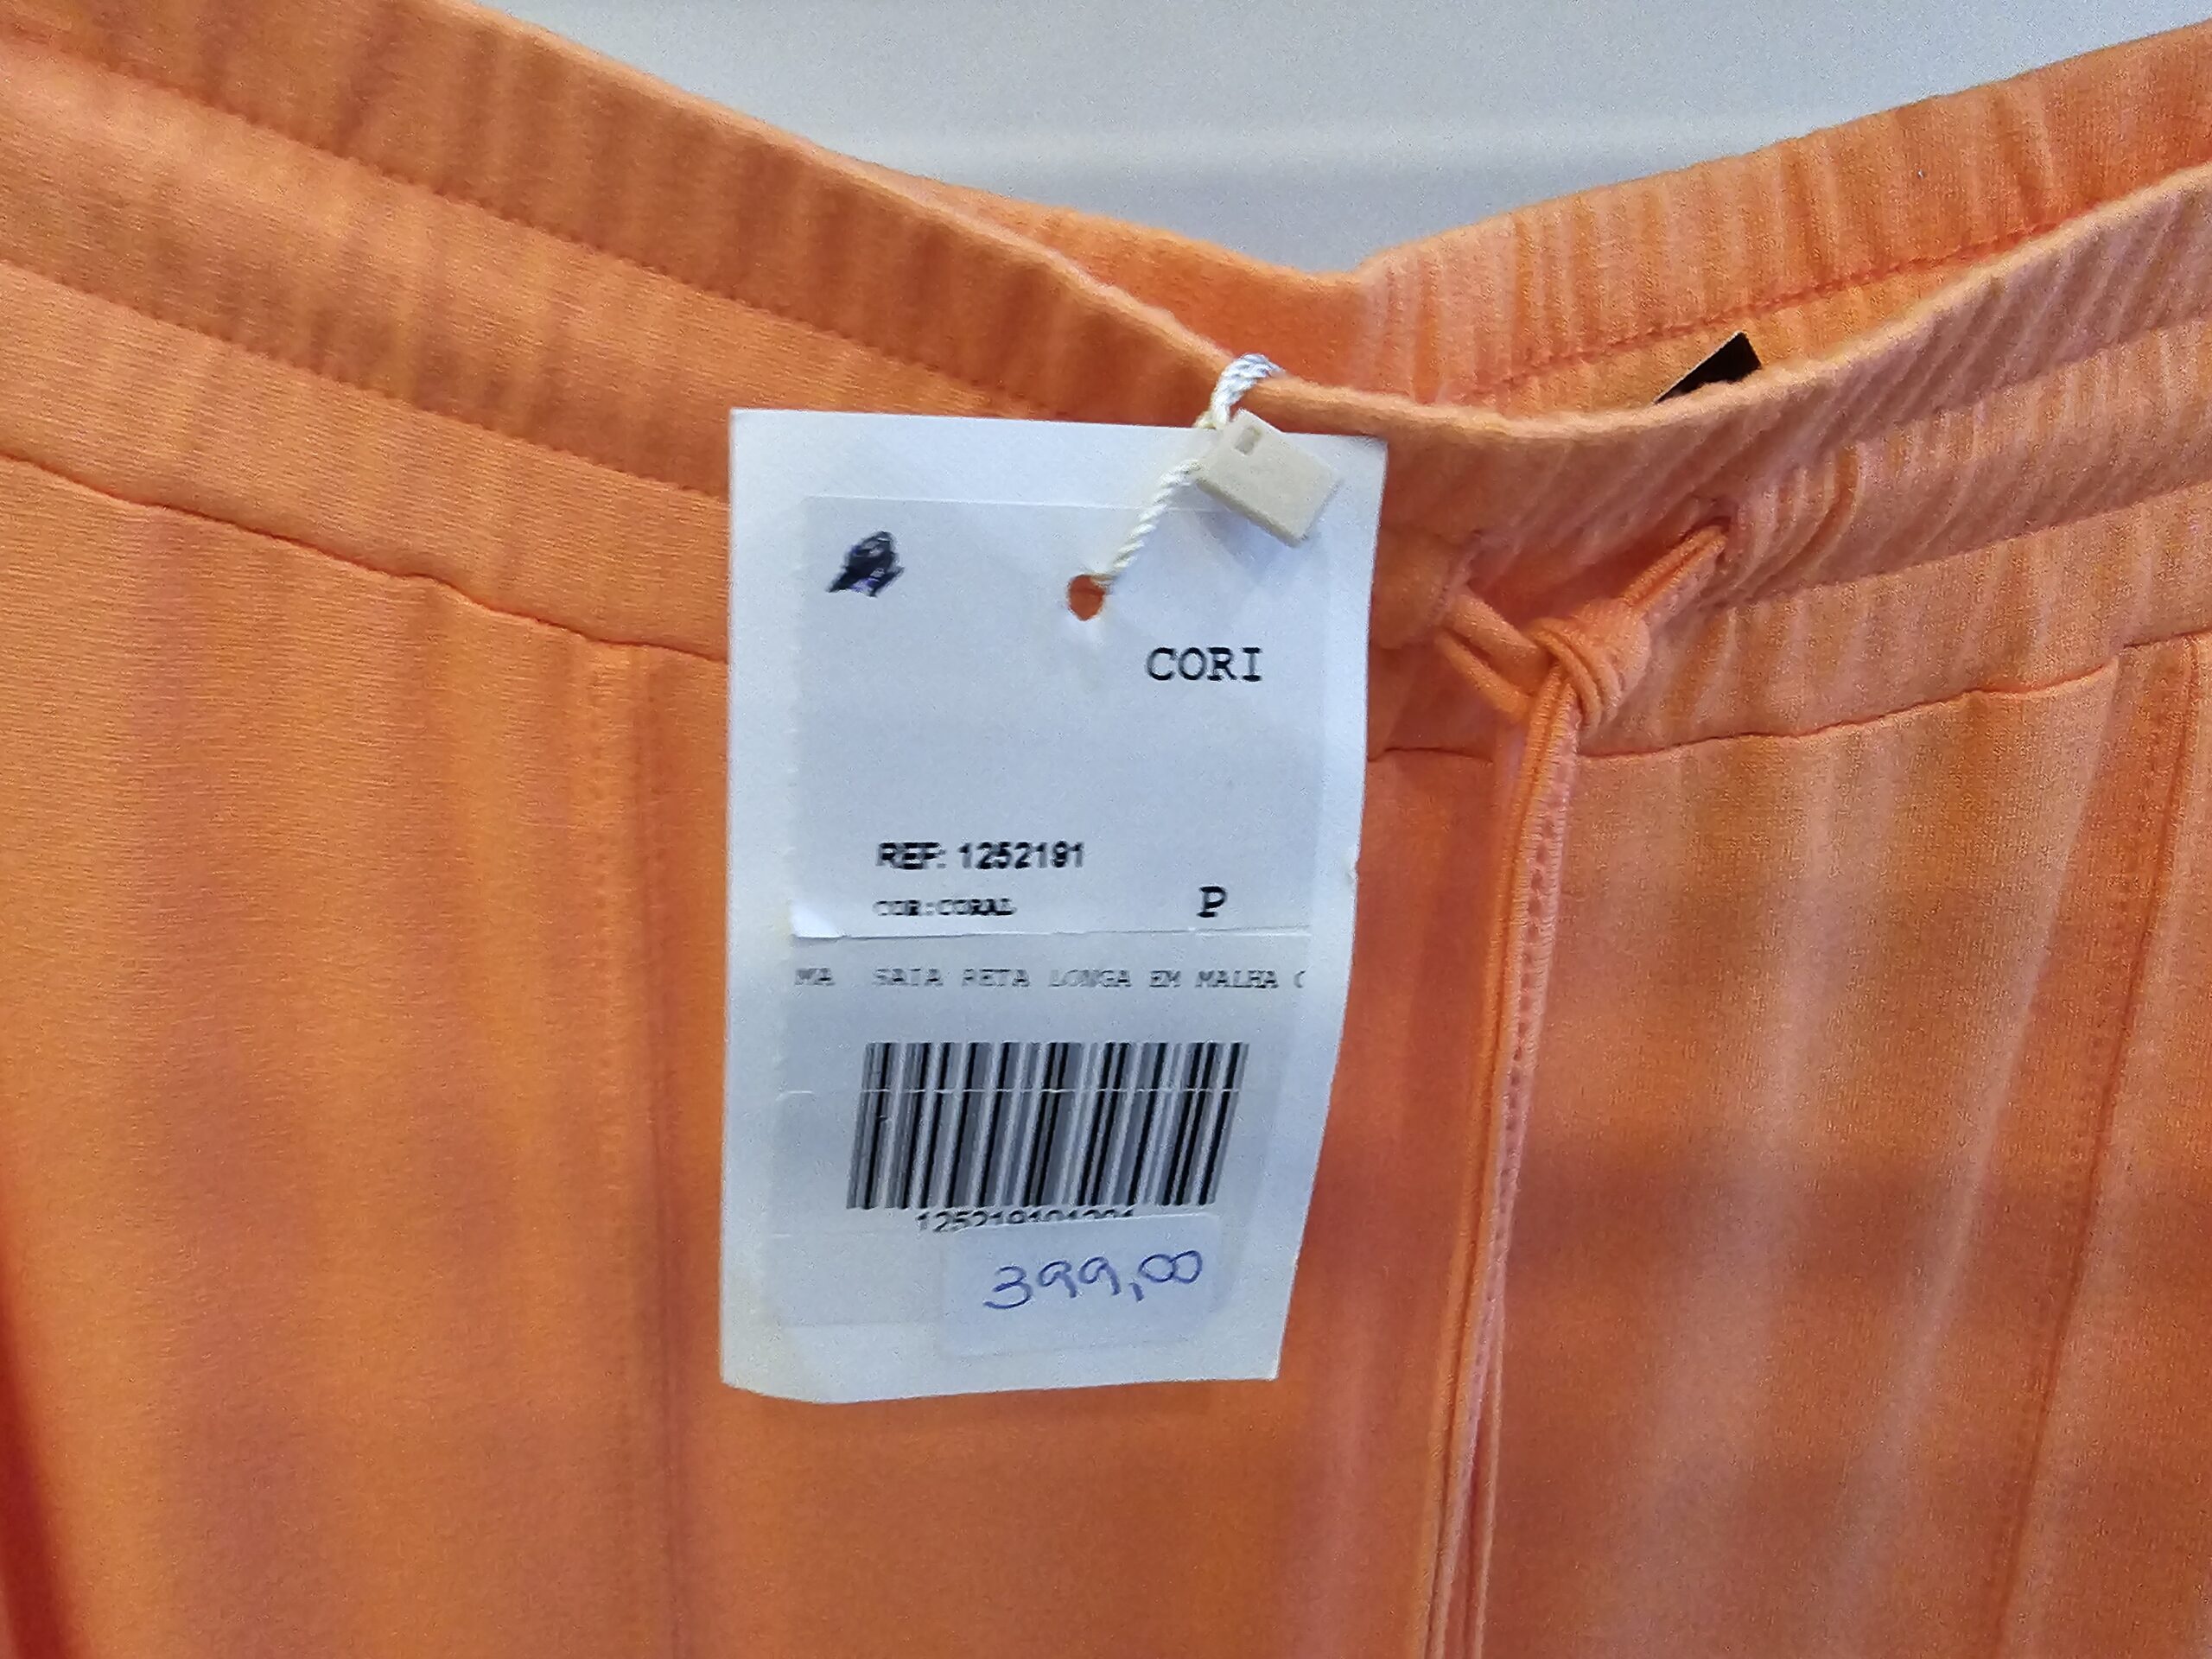 CORI
REF: 1252191
COR:CORAL P
MA SAIA RETA LONGA EM MALHA C
399,00